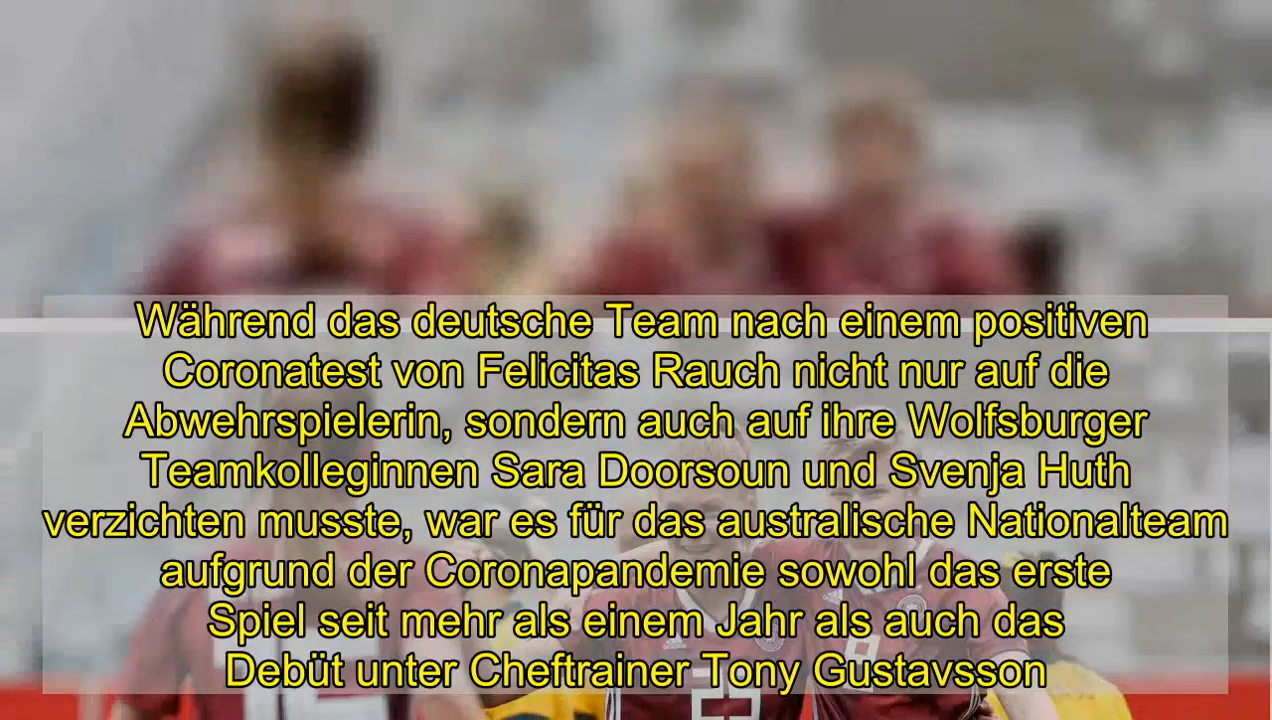 Während das deutsche Team nach einem positiven
Coronatest von Felicitas Rauch nicht nur auf die
Abwehrspielerin, sondern auch auf ihre Wolfsburger
Teamkolleginnen Sara Doorsoun und Svenja Huth
verzichten musste, war es für das australische Nationalteam
aufgrund der Coronapandemie sowohl das erste
Spiel seit mehr als einem Jahr als auch das
Debüt unter Cheftrainer Tony Gustavsson